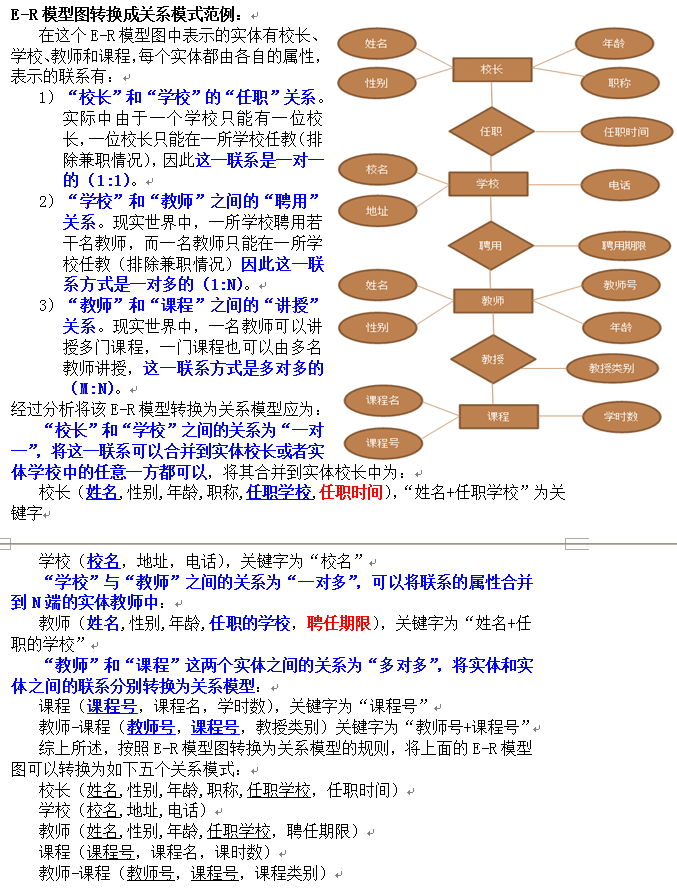 E-R模型图转换成关系模式范例：
在这个E-R模型图中表示的实体有校长、
学校、教师和课程，每个实体都由各自的属性，
表示的联系有：
1) “校长”和“学校”的“任职”关系。
实际中由于一个学校只能有一位校
长，一位校长只能在一所学校任教（排
除兼职情况），因此这一联系是一对一
的（1:1）。
2) “学校”和“教师”之间的“聘用”
关系。现实世界中，一所学校聘用若
干名教师，而一名教师只能在一所学
校任教（排除兼职情况）因此这一联
系方式是一对多的（1:N）。
3) “教师”和“课程”之间的“讲授”
关系。现实世界中，一名教师可以讲
授多门课程，一门课程也可以由多名
教师讲授，这一联系方式是多对多的
（M:N）。
经过分析将该E-R模型转换为关系模型应为：
“校长”和“学校”之间的关系为“一对
一”，将这一联系可以合并到实体校长或者实
体学校中的任意一方都可以，将其合并到实体校长中为：
校长（姓名,性别,年龄,职称,任职学校,任职时间），“姓名+任职学校”为关
键字
姓名
年龄
校长
性别
职称
任职
任职时间
校名
学校
电话
地址
聘用
聘用期限
姓名
教师号
教师
性别
年龄
教授
教授类别
课程名
课程
学时数
课程号
学校（校名，地址，电话），关键字为“校名”
“学校”与“教师”之间的关系为“一对多”，可以将联系的属性合并
到N端的实体教师中：
教师（姓名,性别,年龄,任职的学校，聘任期限），关键字为“姓名+任
职的学校”
“教师”和“课程”这两个实体之间的关系为“多对多”，将实体和实
体之间的联系分别转换为关系模型：
课程（课程号，课程名，学时数），关键字为“课程号”
教师-课程（教师号，课程号，教授类别）关键字为“教师号+课程号”
综上所述，按照E-R模型图转换为关系模型的规则，将上面的E-R模型
图可以转换为如下五个关系模式：
校长（姓名,性别,年龄,职称,任职学校，任职时间）
学校（校名,地址,电话）
教师（姓名,性别,年龄,任职学校，聘任期限）
课程（课程号，课程名，课时数）
教师-课程（教师号，课程号，课程类别）